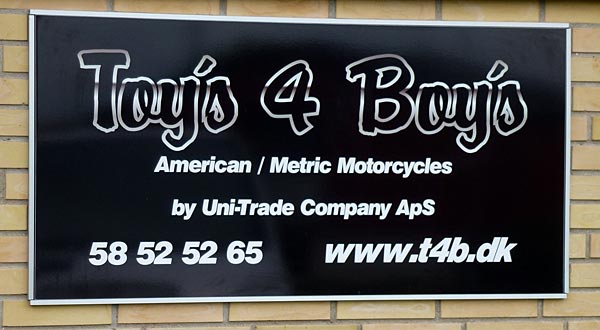 Toy's 4 Boy's
American / Metric Motorcycles
by Uni-Trade Company ApS
58 52 52 65 www.t4b.dk